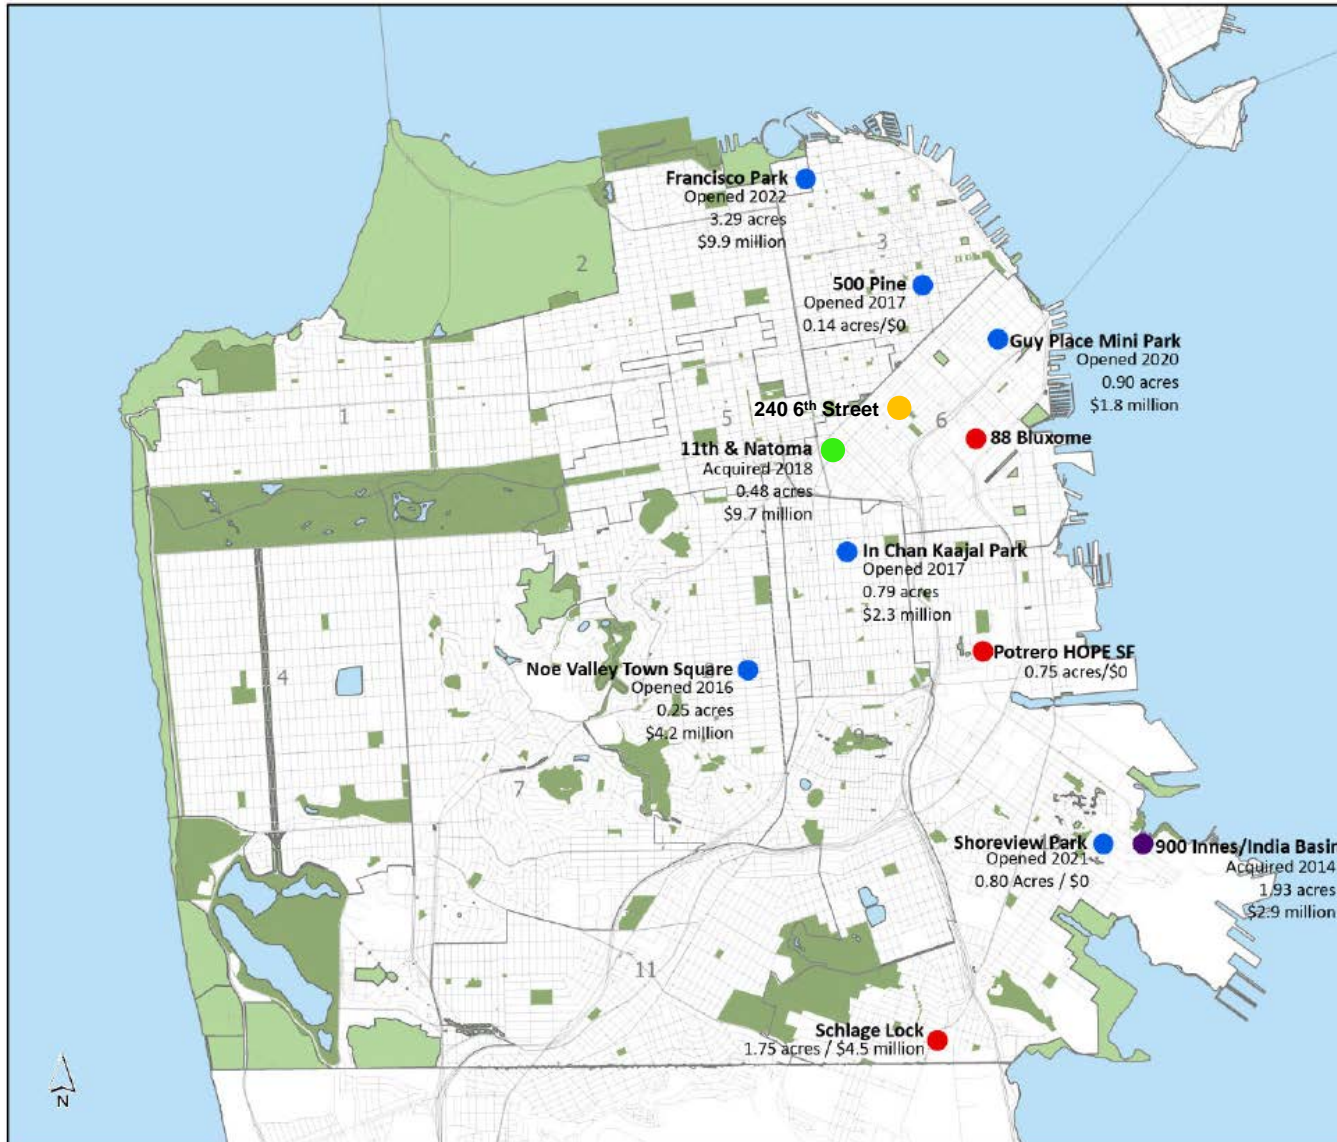 Francisco Park
Opened 2022
3.29 acres
$9.9 million
2
3
500 Pine
Opened 2017
0.14 acres/$0
Guy Place Mini Park
Opened 2020
0.90 acres
$1.8 million
1
5
240 6th Street
6
88 Bluxome
11th & Natoma
Acquired 2018
0.48 acres
$9.7 million
In Chan Kaajal Park
Opened 2017
0.79 acres
$2.3 million
Potrero HOPE SF
0.75 acres/$0
4
Noe Valley Town Square
8
Opened 2016
0.25 acres
$4.2 million
9
7
Shoreview Park
Opened 2021
0.80 Acres / $0
900 Innes/India Basin
Acquired 2014
1.93 acres
$2.9 million
11
Schlage Lock
1.75 acres / $4.5 million
N